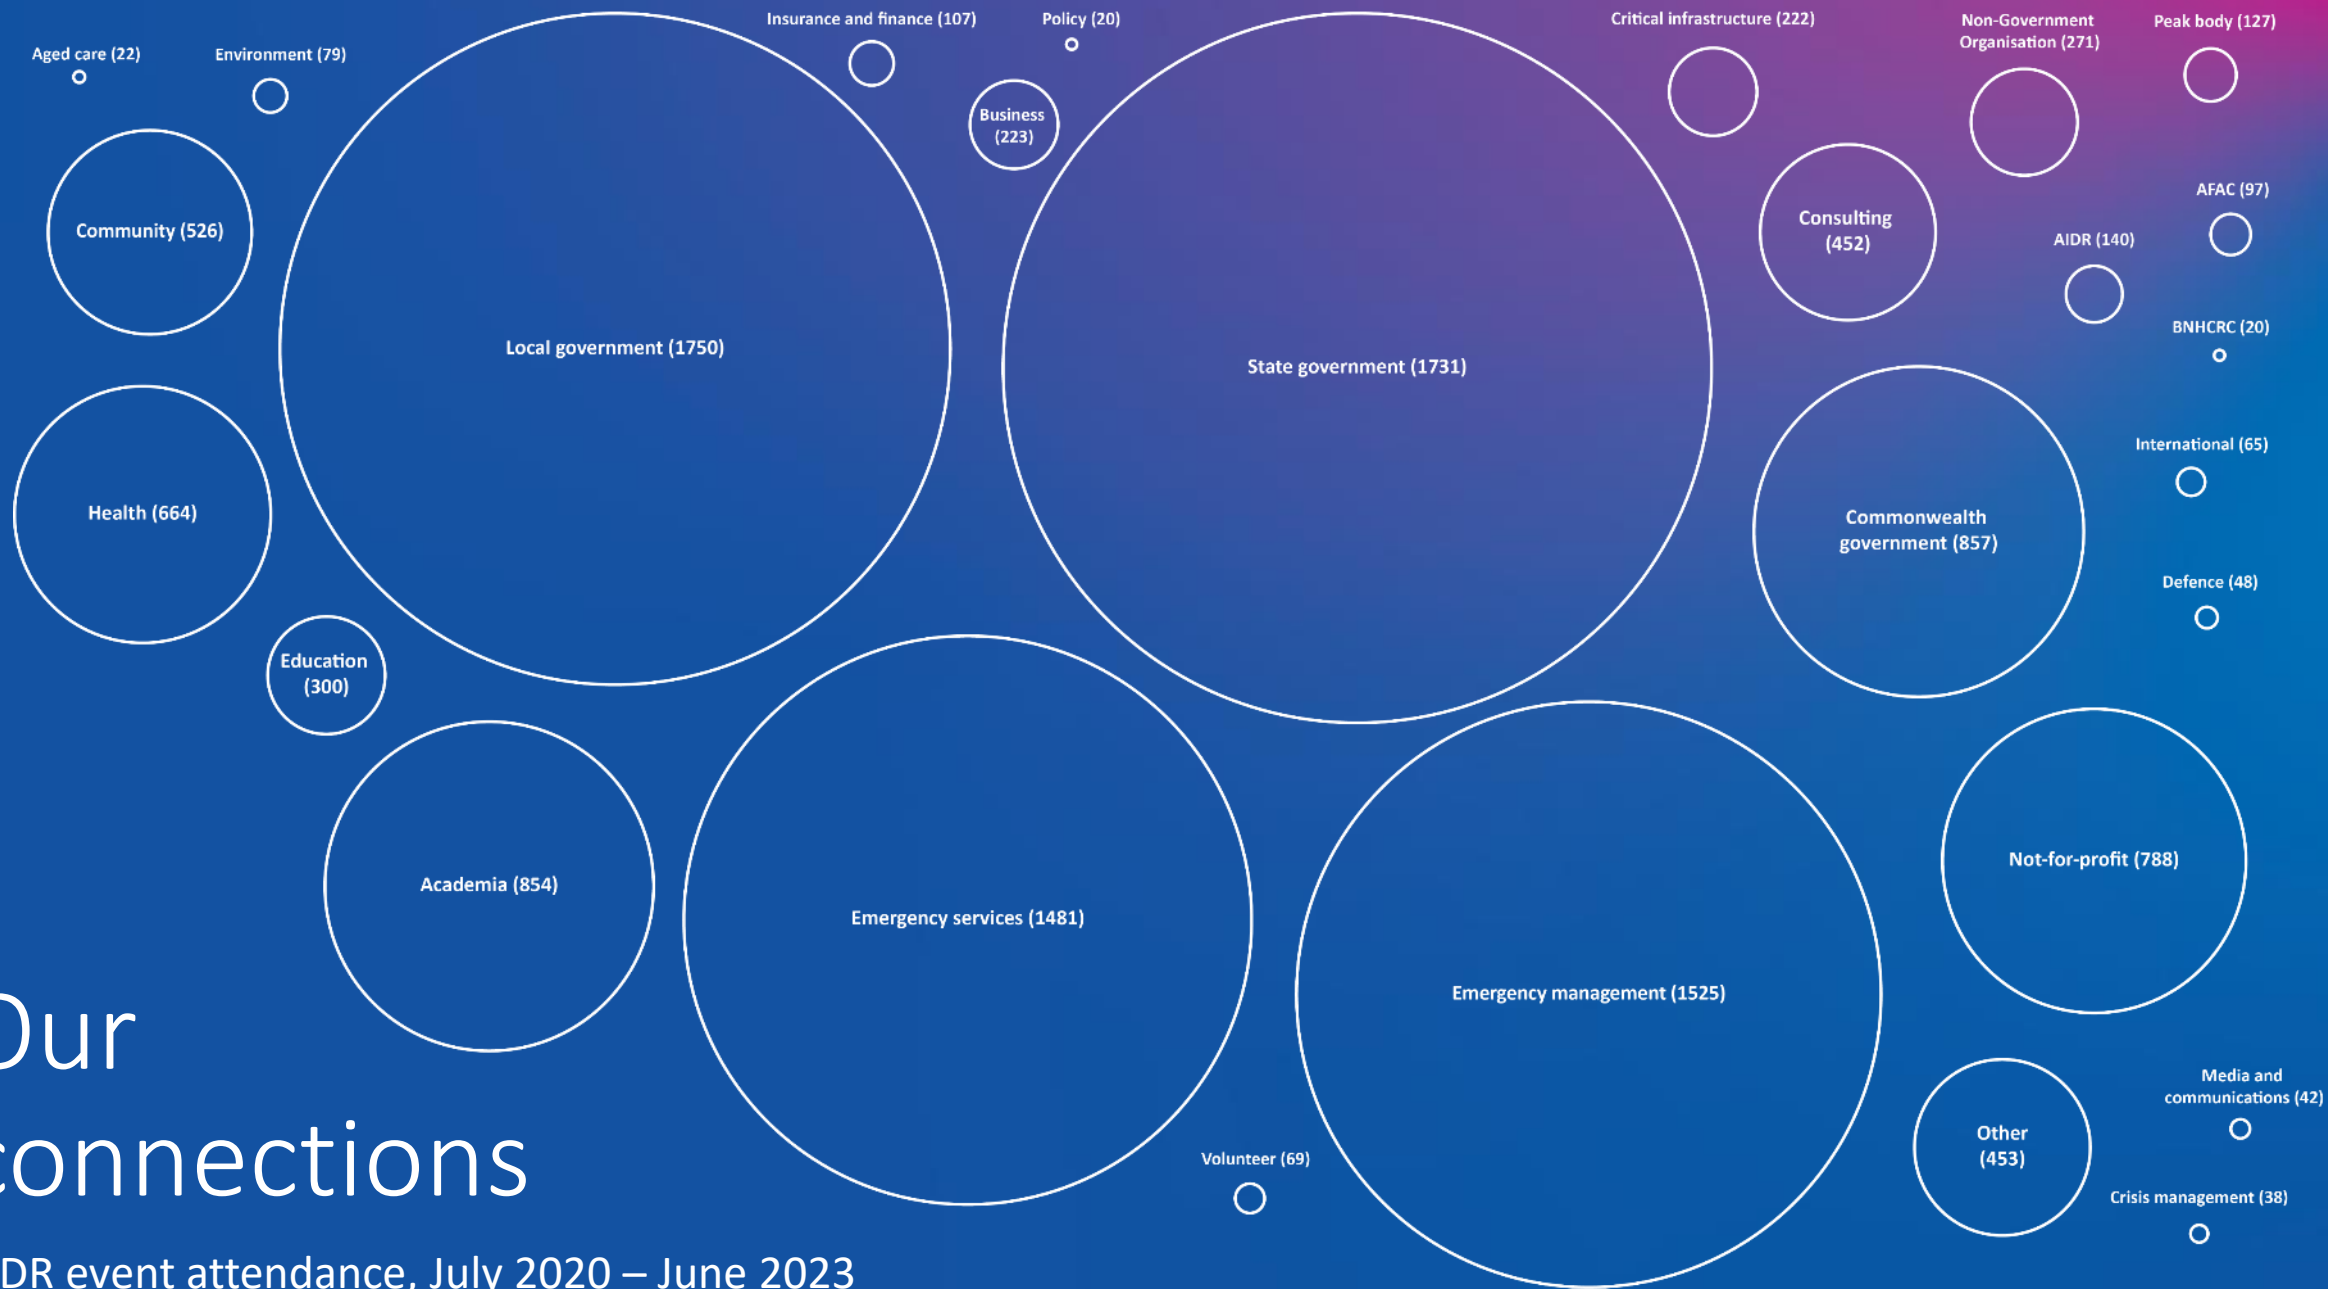 Insurance and finance (107)
Policy (20)
Critical infrastructure (222)
Non-Government
Organisation (271)
Peak body (127)
Aged care (22)
Environment (79)
Business
(223)
AFAC (97)
Community (526)
Consulting
(452)
AIDR (140)
BNHCRC (20)
Local government (1750)
State government (1731)
International (65)
Health (664)
Commonwealth
government (857)
Defence (48)
Education
(300)
Academia (854)
Emergency services (1481)
Not-for-profit (788)
Emergency management (1525)
Our
connections
Media and
communications (42)
Other
(453)
Volunteer (69)
Crisis management (38)
DR event attendance, July 2020 – June 2023